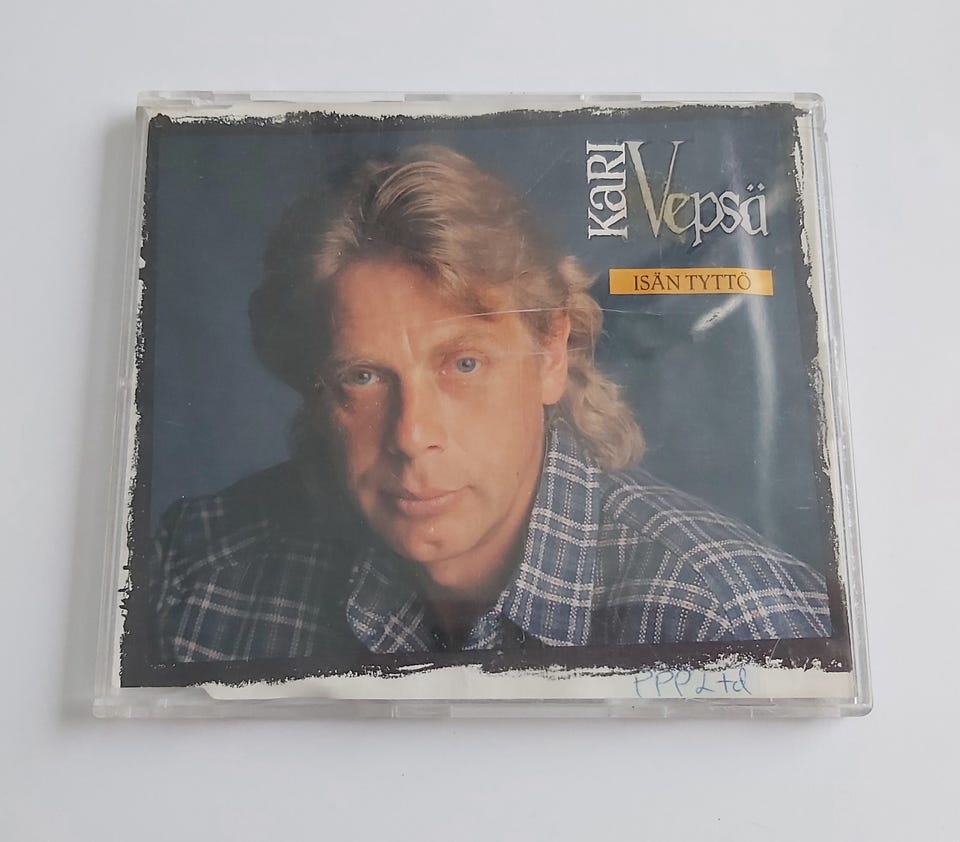 KaRI
Vepsä
ISÄN TYTTÖ
PPP Ltd